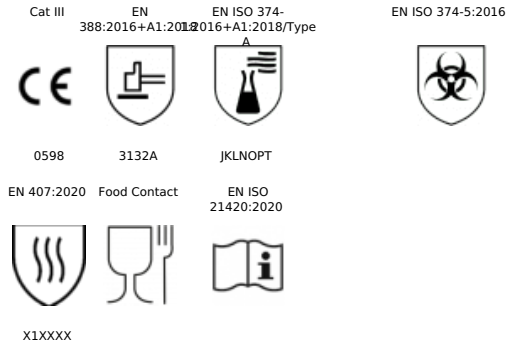 Cat III
EN
388:2016+A1:2018
EN ISO 374-
1:2016+A1:2018/Type
A
EN ISO 374-5:2016
CE
0598
3132A
JKLNOPT
EN 407:2020
Food Contact
EN ISO
21420:2020
i
X1XXXX